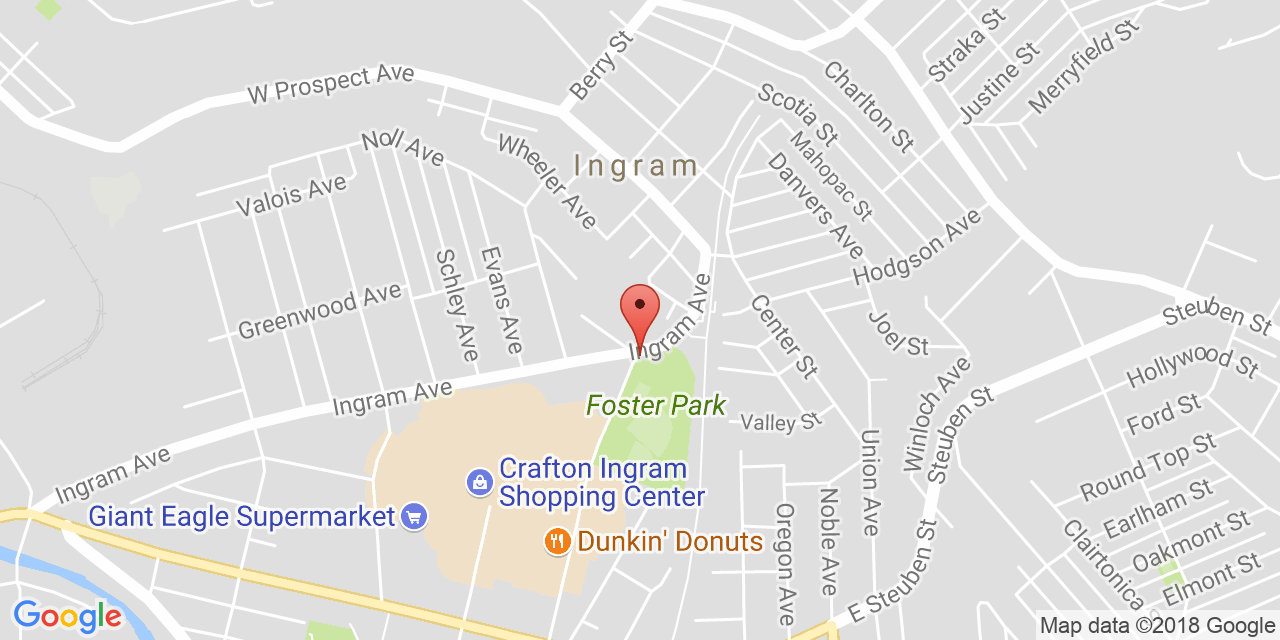 Straka St
Justine St
Merryfield St
Berry St
W Prospect Ave
Charlton St
Scotia St
Noll Ave
Wheeler Ave
Ingram
Mahopac St
Danvers Ave
Valois Ave
Hodgson Ave
Evans Ave
Schley Ave
Greenwood Ave
Ingram Ave
Center St
Joel St
Steuben St
Hollywood St
Ingram Ave
Foster Park
Winloch Ave
Steuben St
Ford St
Valley St
Union Ave
Round Top St
Ingram Ave
Crafton Ingram
Shopping Center
Giant Eagle Supermarket
Dunkin' Donuts
Oregon Ave
Noble Ave
Earlham St
Oakmont St
Clairtonica S
Elmont St
E Steuben St
Google
Map data ©2018 Google